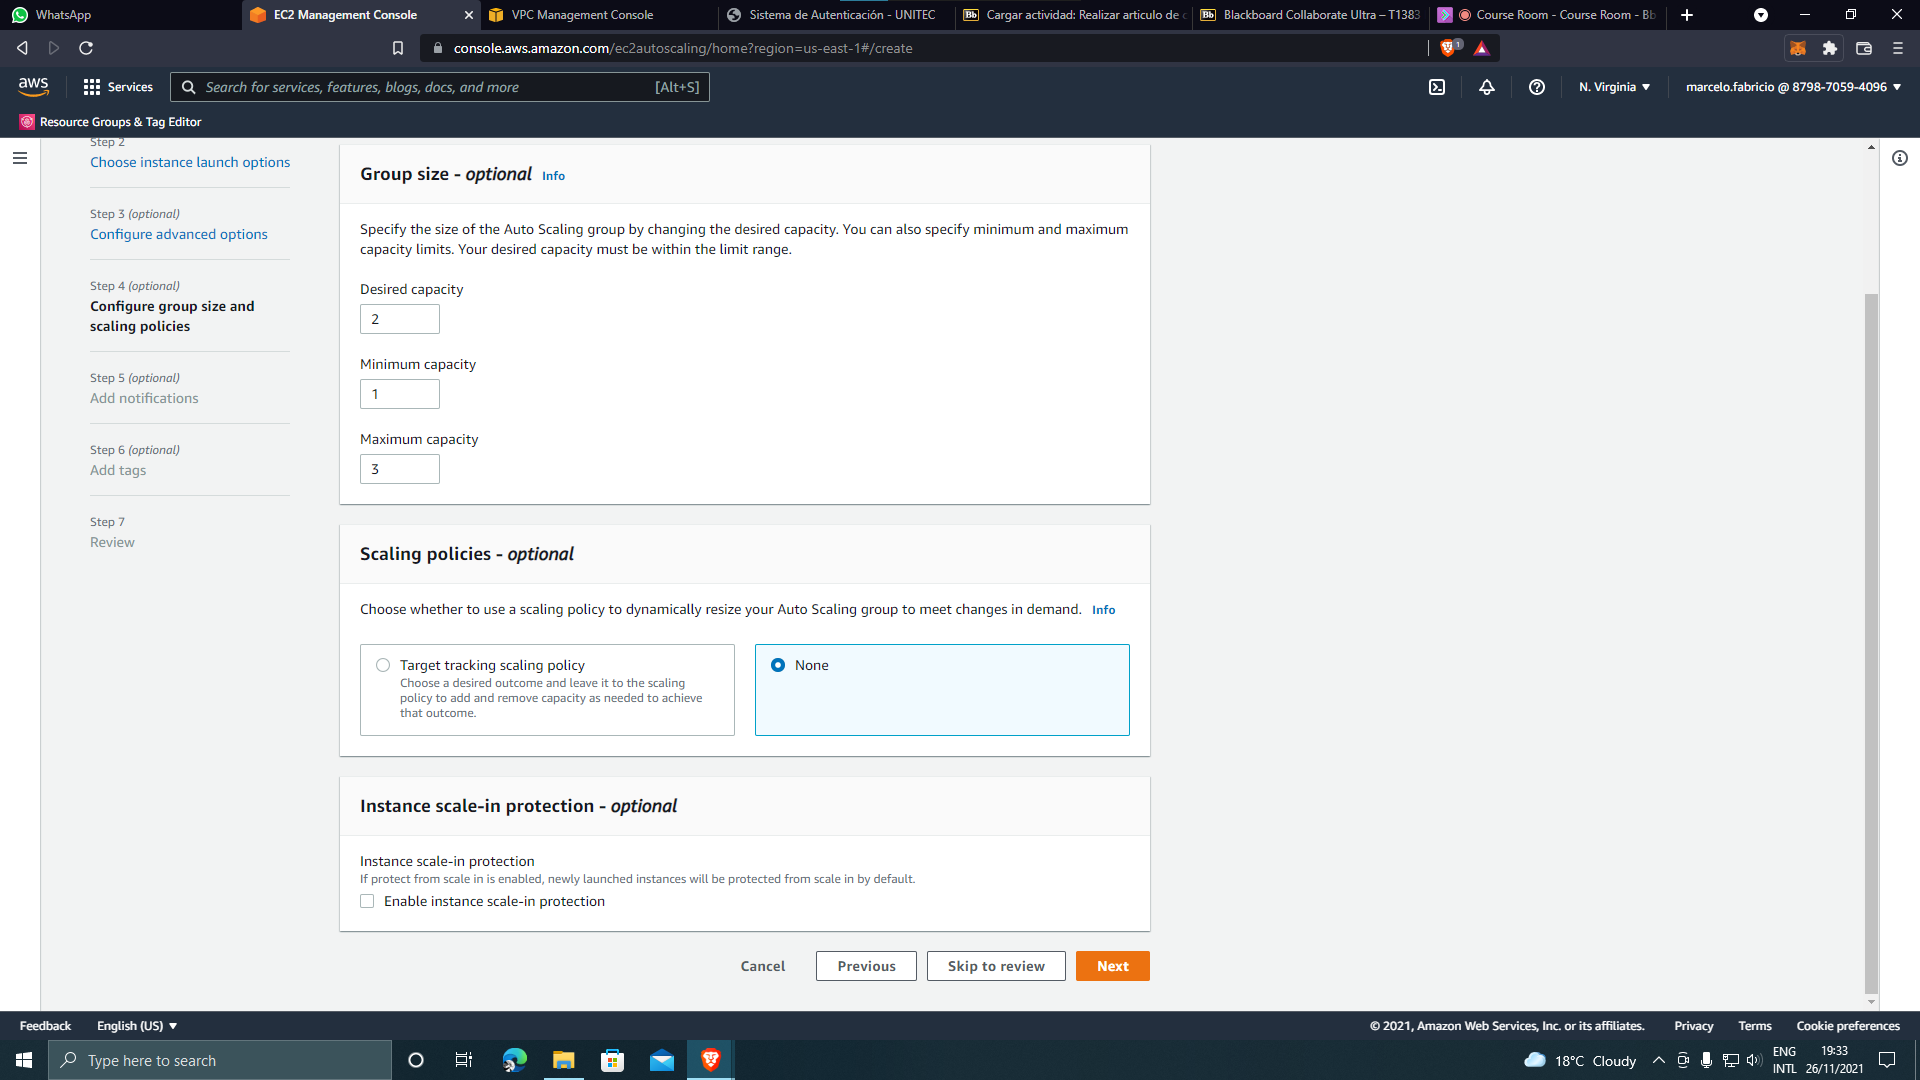 WhatsApp
EC2 Management Console
VPC Management Console
Sistema de Autenticación - UNITEC
Bb Cargar actividad: Realizar articulo de c
Bb Blackboard Collaborate Ultra – T1383
Course Room - Course Room - Bb
console.aws.amazon.com/ec2autoscaling/home?region=us-east-1#/create
1
aws
Services
Search for services, features, blogs, docs, and more [Alt+S]
N. Virginia
marcelo.fabricio @ 8798-7059-4096
Resource Groups & Tag Editor
Step 2
Choose instance launch options
Step 3 (optional)
Configure advanced options
Step 4 (optional)
Configure group size and
scaling policies
Step 5 (optional)
Add notifications
Step 6 (optional)
Add tags
Step 7
Review
Group size - optional Info
Specify the size of the Auto Scaling group by changing the desired capacity. You can also specify minimum and maximum
capacity limits. Your desired capacity must be within the limit range.
Desired capacity
2
Minimum capacity
1
Maximum capacity
3
Scaling policies - optional
Choose whether to use a scaling policy to dynamically resize your Auto Scaling group to meet changes in demand. Info
Target tracking scaling policy
Choose a desired outcome and leave it to the scaling
policy to add and remove capacity as needed to achieve
that outcome.
None
Instance scale-in protection - optional
Instance scale-in protection
If protect from scale in is enabled, newly launched instances will be protected from scale in by default.
Enable instance scale-in protection
Cancel
Previous
Skip to review
Next
Feedback
English (US)
© 2021, Amazon Web Services, Inc. or its affiliates.
Privacy
Terms
Cookie preferences
Type here to search
18°C Cloudy
ENG
INTL
19:33
26/11/2021